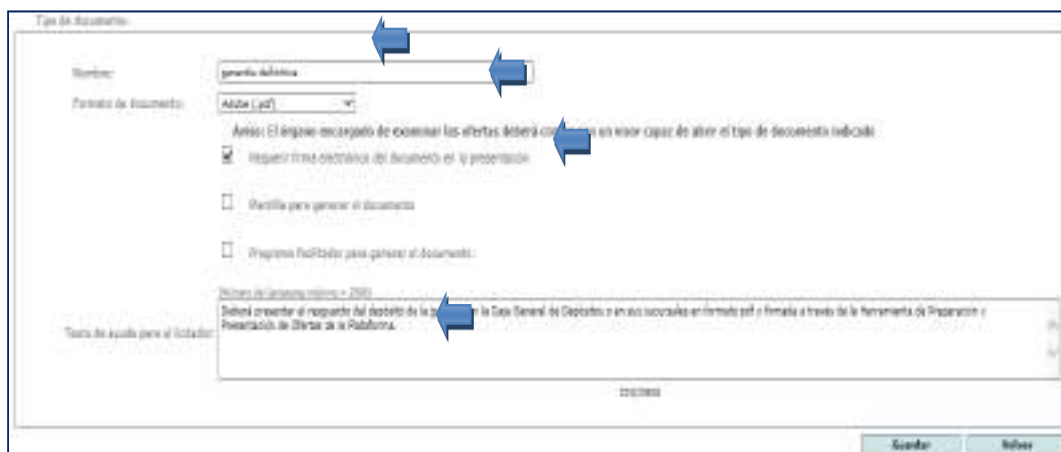 Tipo de documento
Nombre: garantía definitiva
Formato de documento: Adobe (.pdf)
Aviso: El órgano encargado de examinar las ofertas deberá con un visor capaz de abrir el tipo de documento indicado
Requerir firma electrónica del documento en la presentación
Plantilla para generar el documento
Programa facilitador para generar el documento
Número de caracteres máximo = 2500
Deberá presentar el resguardo del depósito de la en la Caja General de Depósitos o en sus sucursales en formato pdf y firmada a través de la Herramienta de Preparación y
Texto de ayuda para el licitador: Presentación de Ofertas de la Plataforma.
Guardar Volver